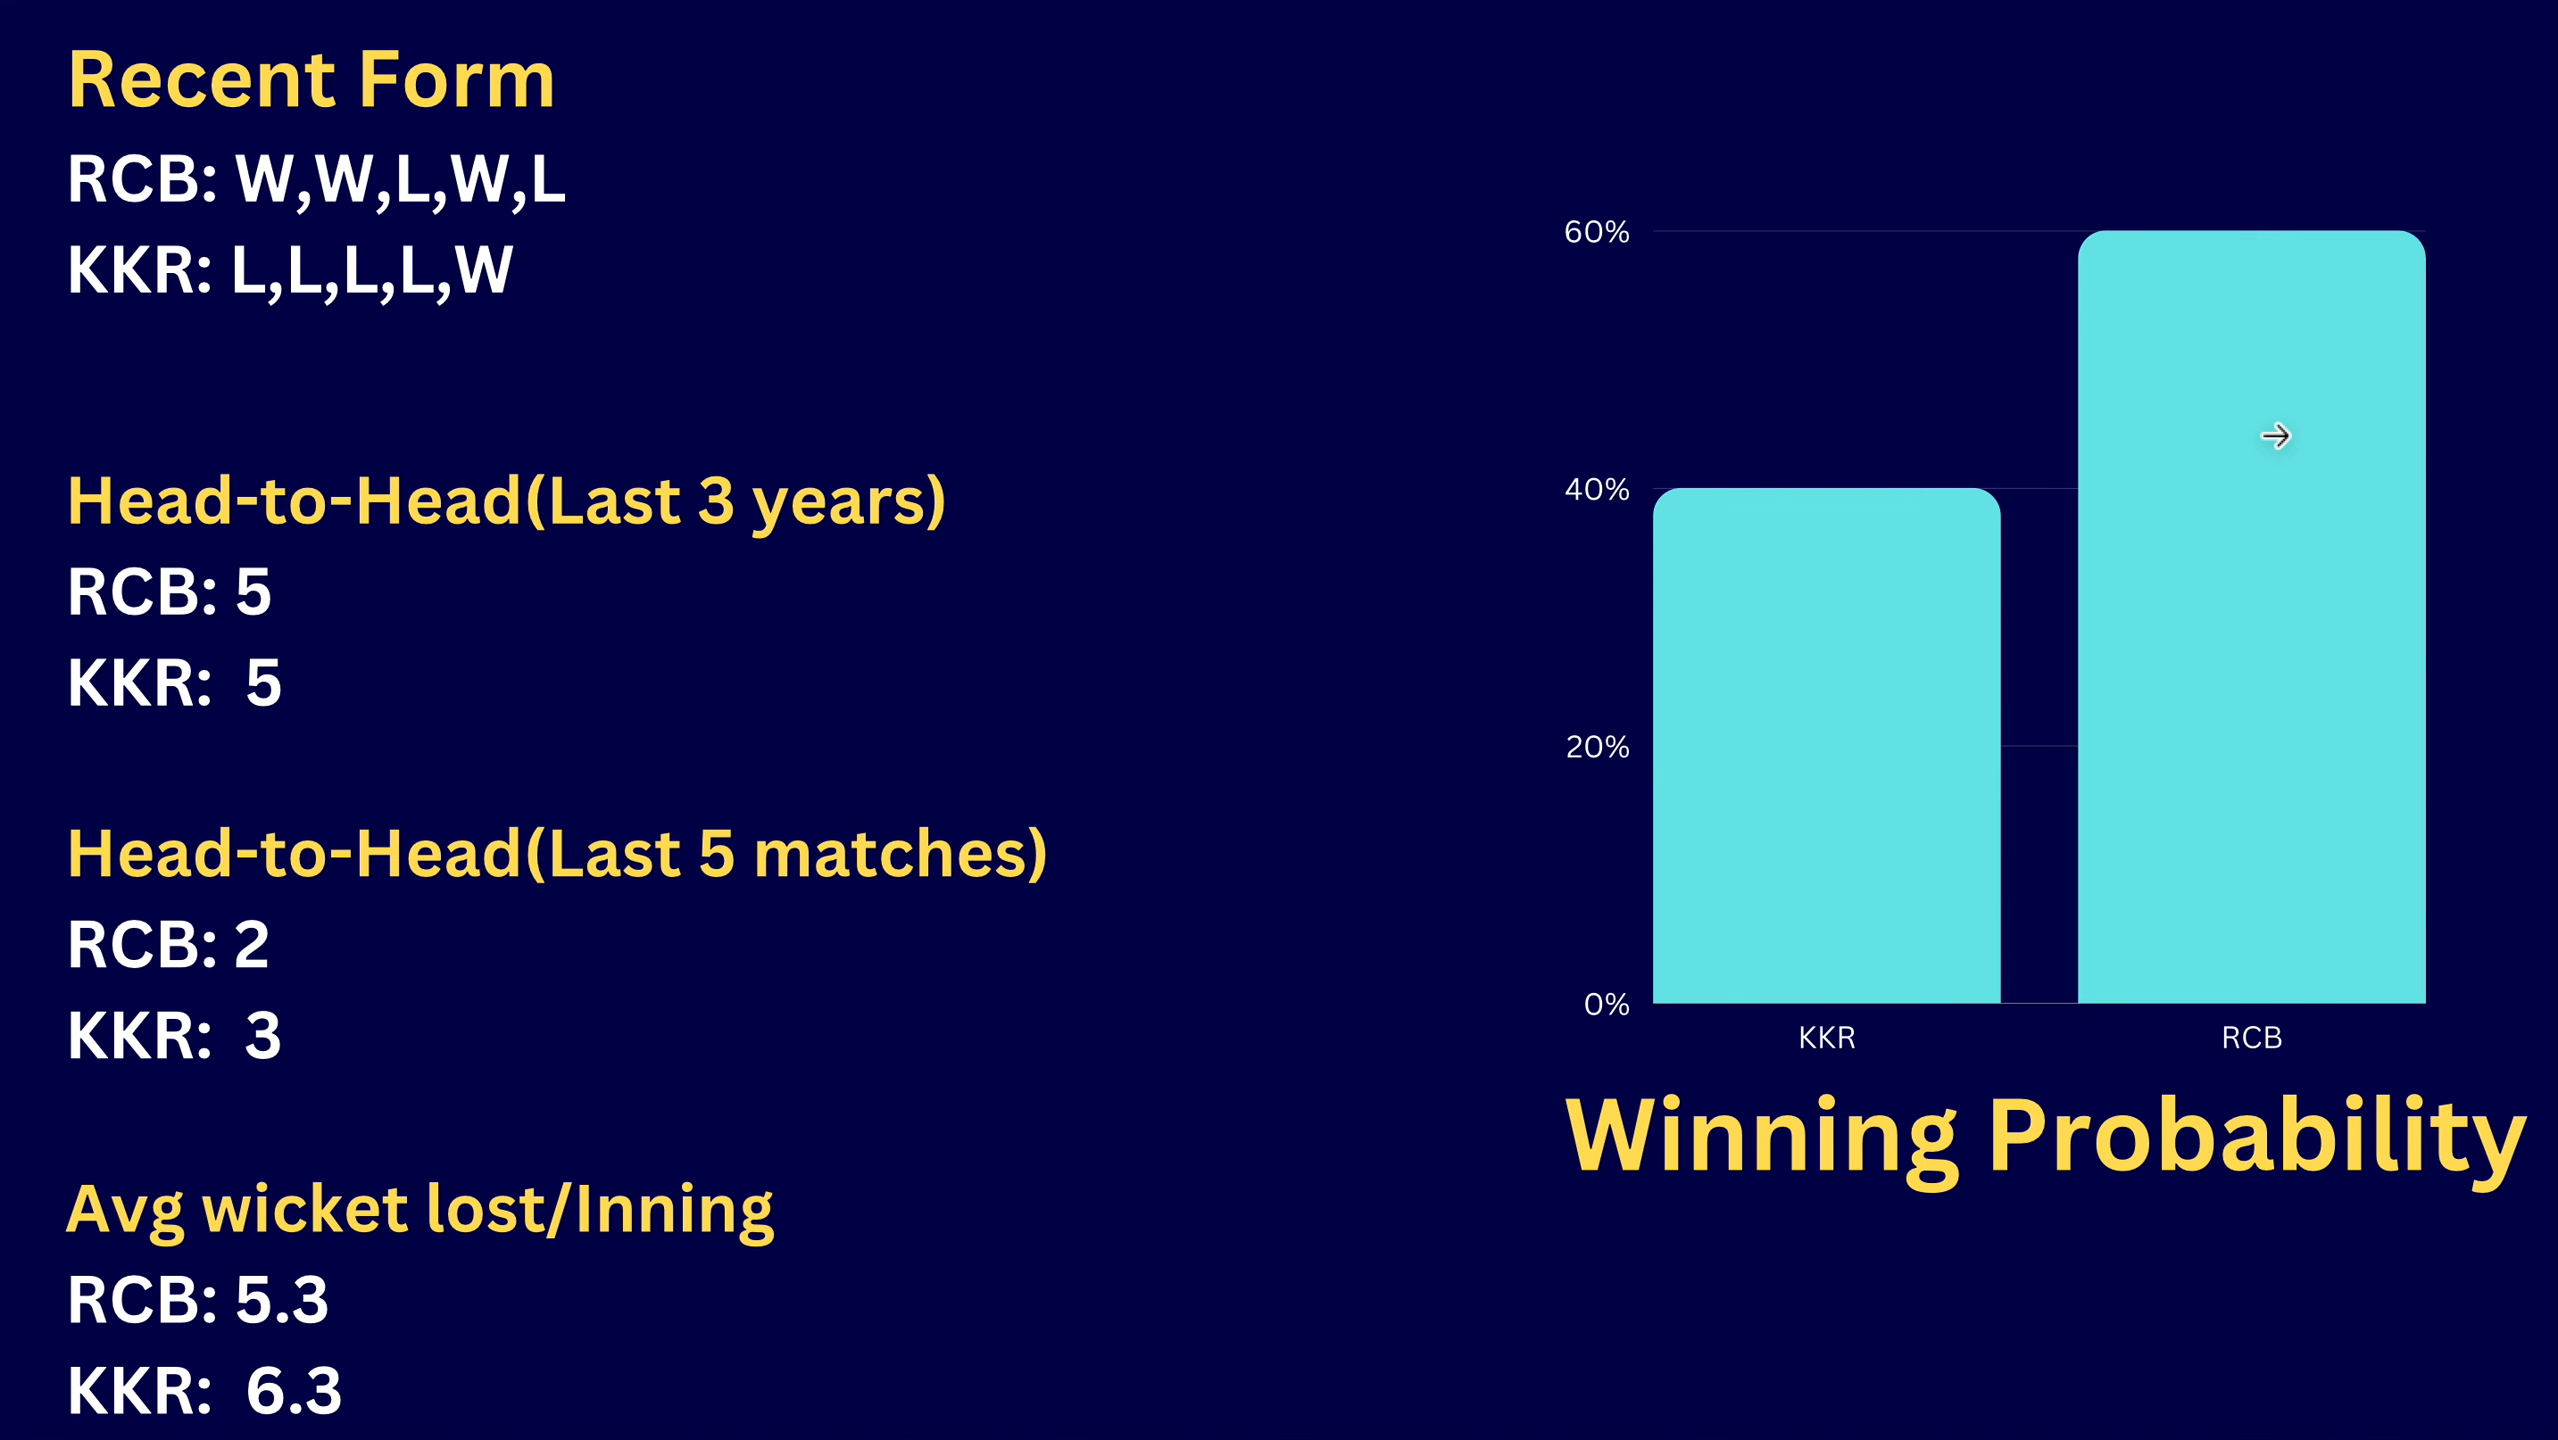 Recent Form
RCB: W,W,L,W,L
KKR: L,L,L,L,W
Head-to-Head(Last 3 years)
RCB: 5
KKR: 5
Head-to-Head(Last 5 matches)
RCB: 2
KKR: 3
Avg wicket lost/Inning
RCB: 5.3
KKR: 6.3
60%
40%
20%
0%
KKR RCB
Winning Probability